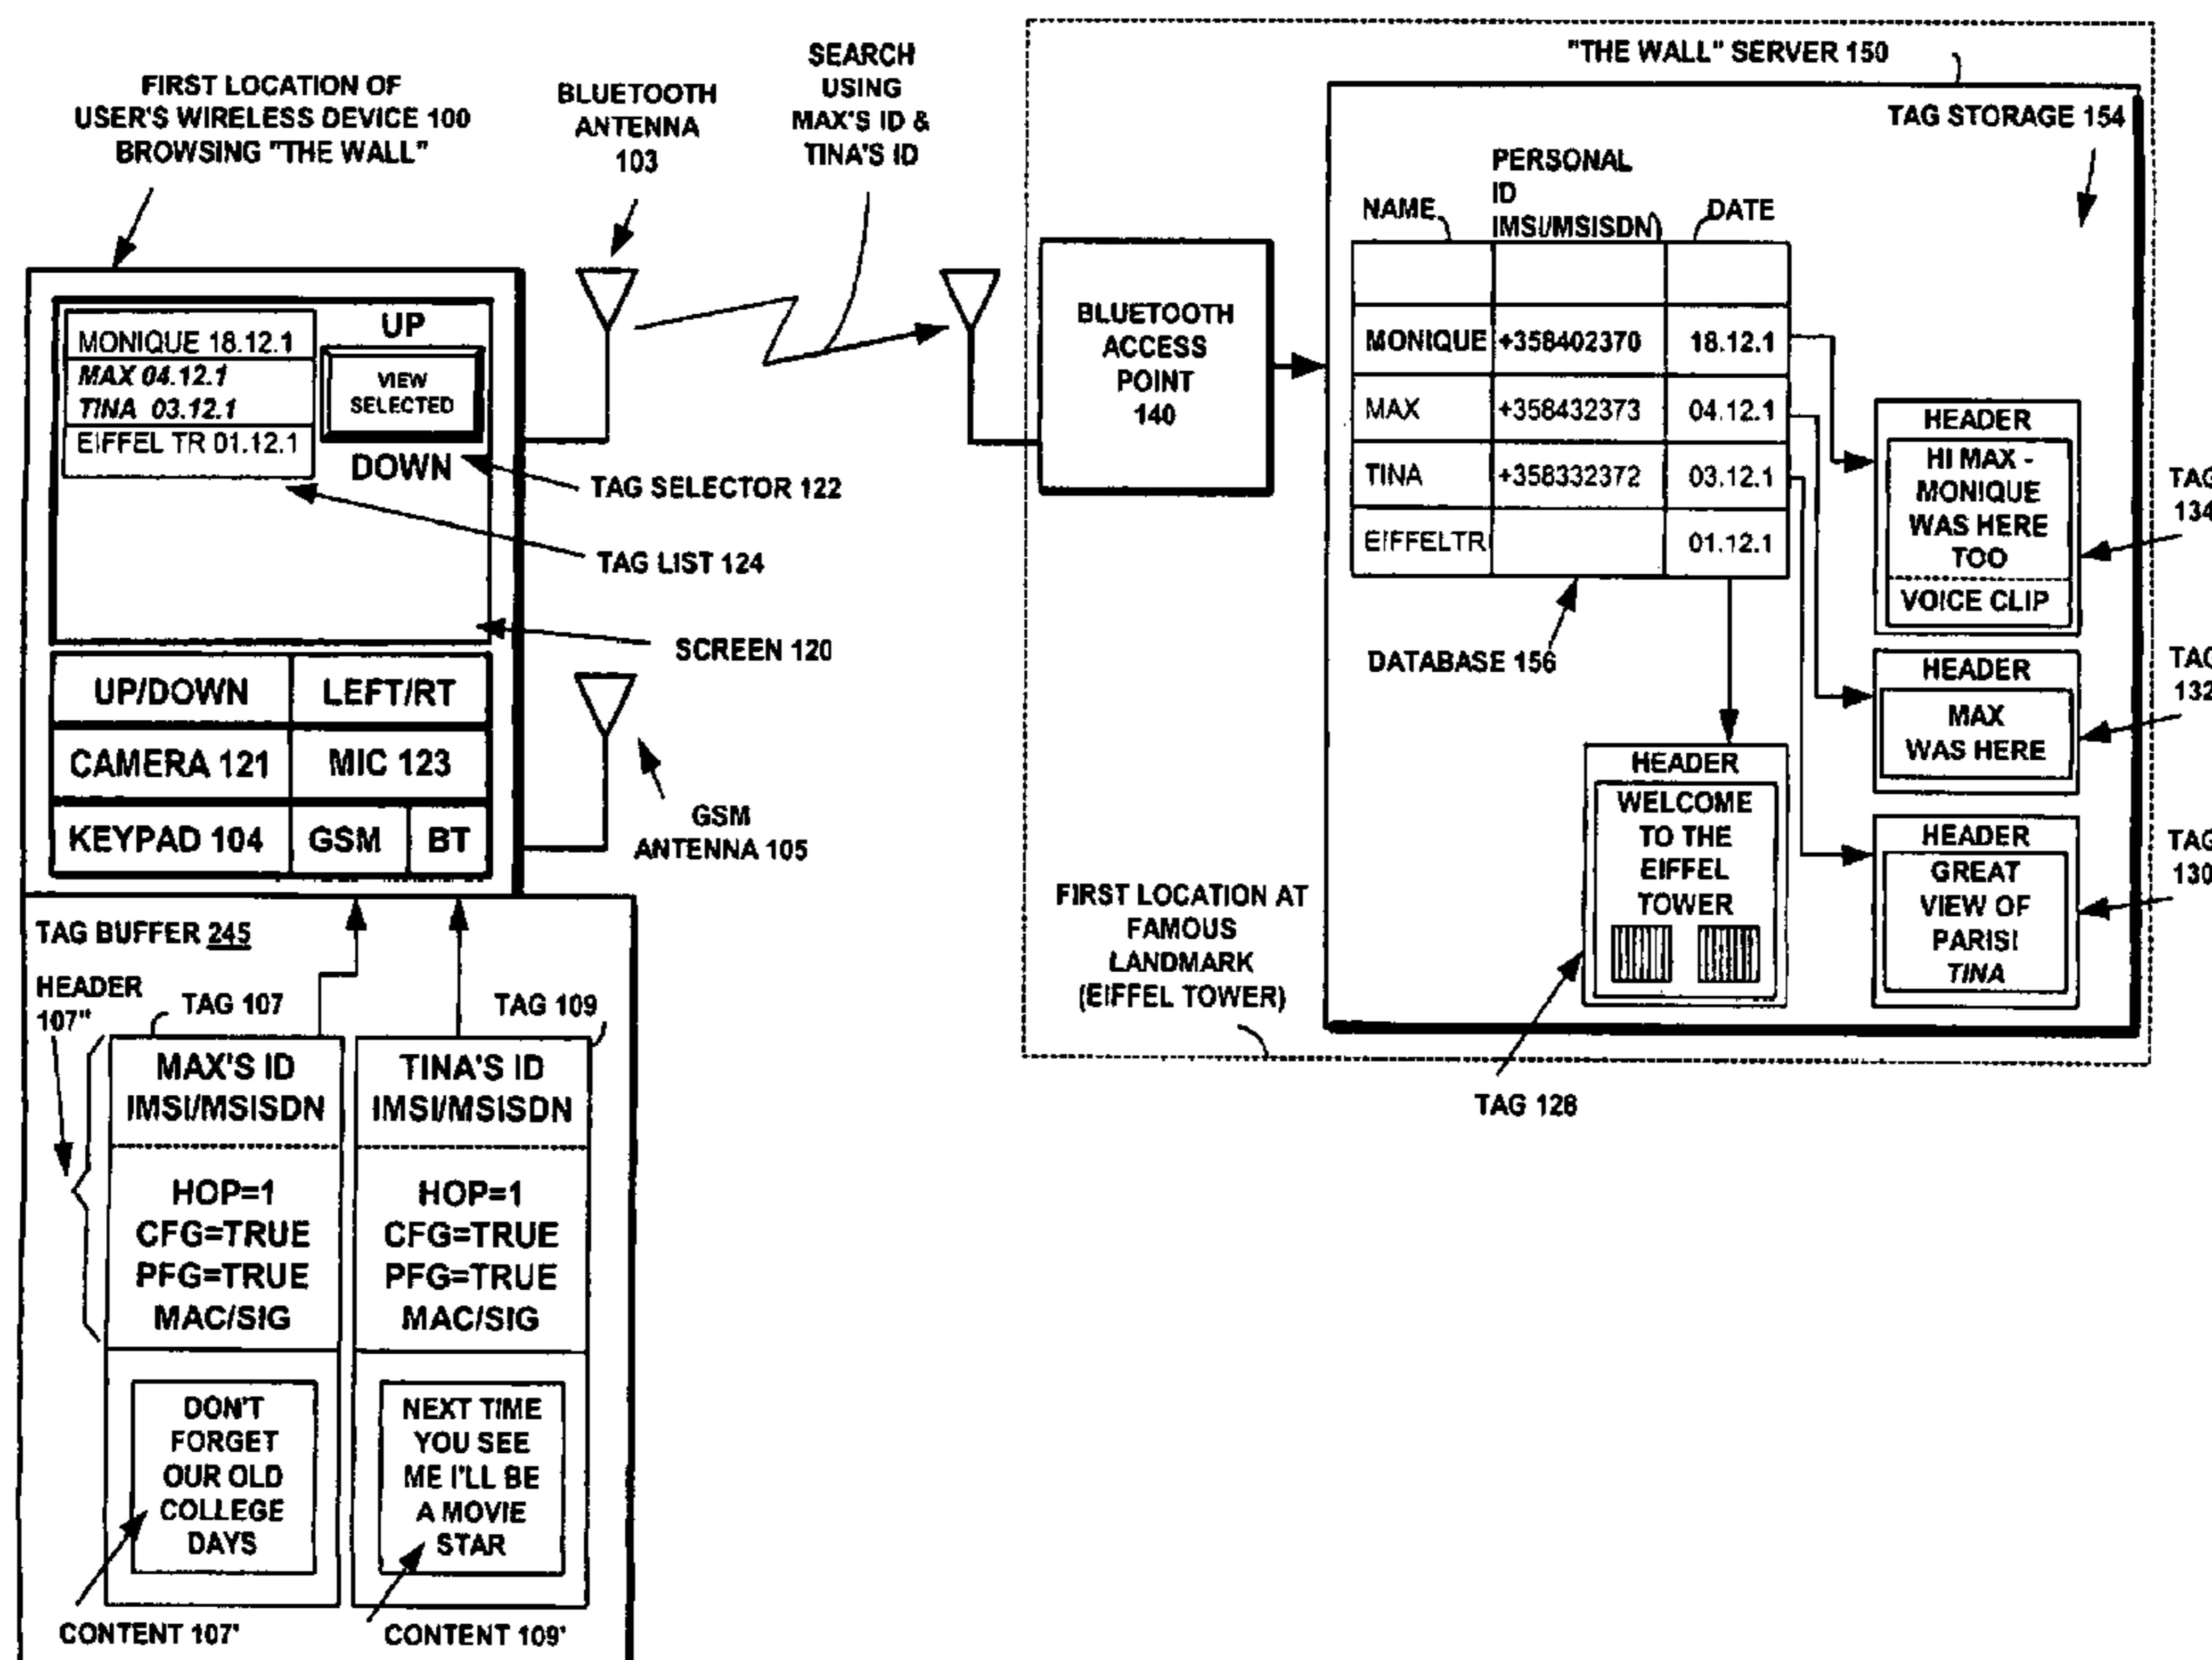 FIRST LOCATION OF
USER'S WIRELESS DEVICE 100
BROWSING "THE WALL"
BLUETOOTH
ANTENNA
103
SEARCH
USING
MAX'S ID &
TINA'S ID
MONIQUE 18.12.1
MAX 04.12.1
TINA 03.12.1
EIFFEL TR 01.12.1
UP
VIEW
SELECTED
DOWN
TAG SELECTOR 122
TAG LIST 124
SCREEN 120
UP/DOWN
LEFT/RT
CAMERA 121
MIC 123
KEYPAD 104
GSM
BT
GSM
ANTENNA 105
TAG BUFFER 245
HEADER
107"
TAG 107
TAG 109
MAX'S ID
IMSI/MSISDN
HOP=1
CFG=TRUE
PFG=TRUE
MAC/SIG
DON'T
FORGET
OUR OLD
COLLEGE
DAYS
CONTENT 107'
TINA'S ID
IMSI/MSISDN
HOP=1
CFG=TRUE
PFG=TRUE
MAC/SIG
NEXT TIME
YOU SEE
ME I'LL BE
A MOVIE
STAR
CONTENT 109'
"THE WALL" SERVER 150
TAG STORAGE 154
BLUETOOTH
ACCESS
POINT
140
NAME
PERSONAL
ID
IMSI/MSISDN
DATE
MONIQUE +358402370 18.12.1
MAX +358432373 04.12.1
TINA +358332372 03.12.1
EIFFELTR 01.12.1
DATABASE 156
HEADER
HI MAX -
MONIQUE
WAS HERE
TOO
VOICE CLIP
TAG
134
HEADER
MAX
WAS HERE
TAG
132
HEADER
GREAT
VIEW OF
PARIS!
TINA
TAG
130
HEADER
WELCOME
TO THE
EIFFEL
TOWER
TAG 128
FIRST LOCATION AT
FAMOUS
LANDMARK
(EIFFEL TOWER)